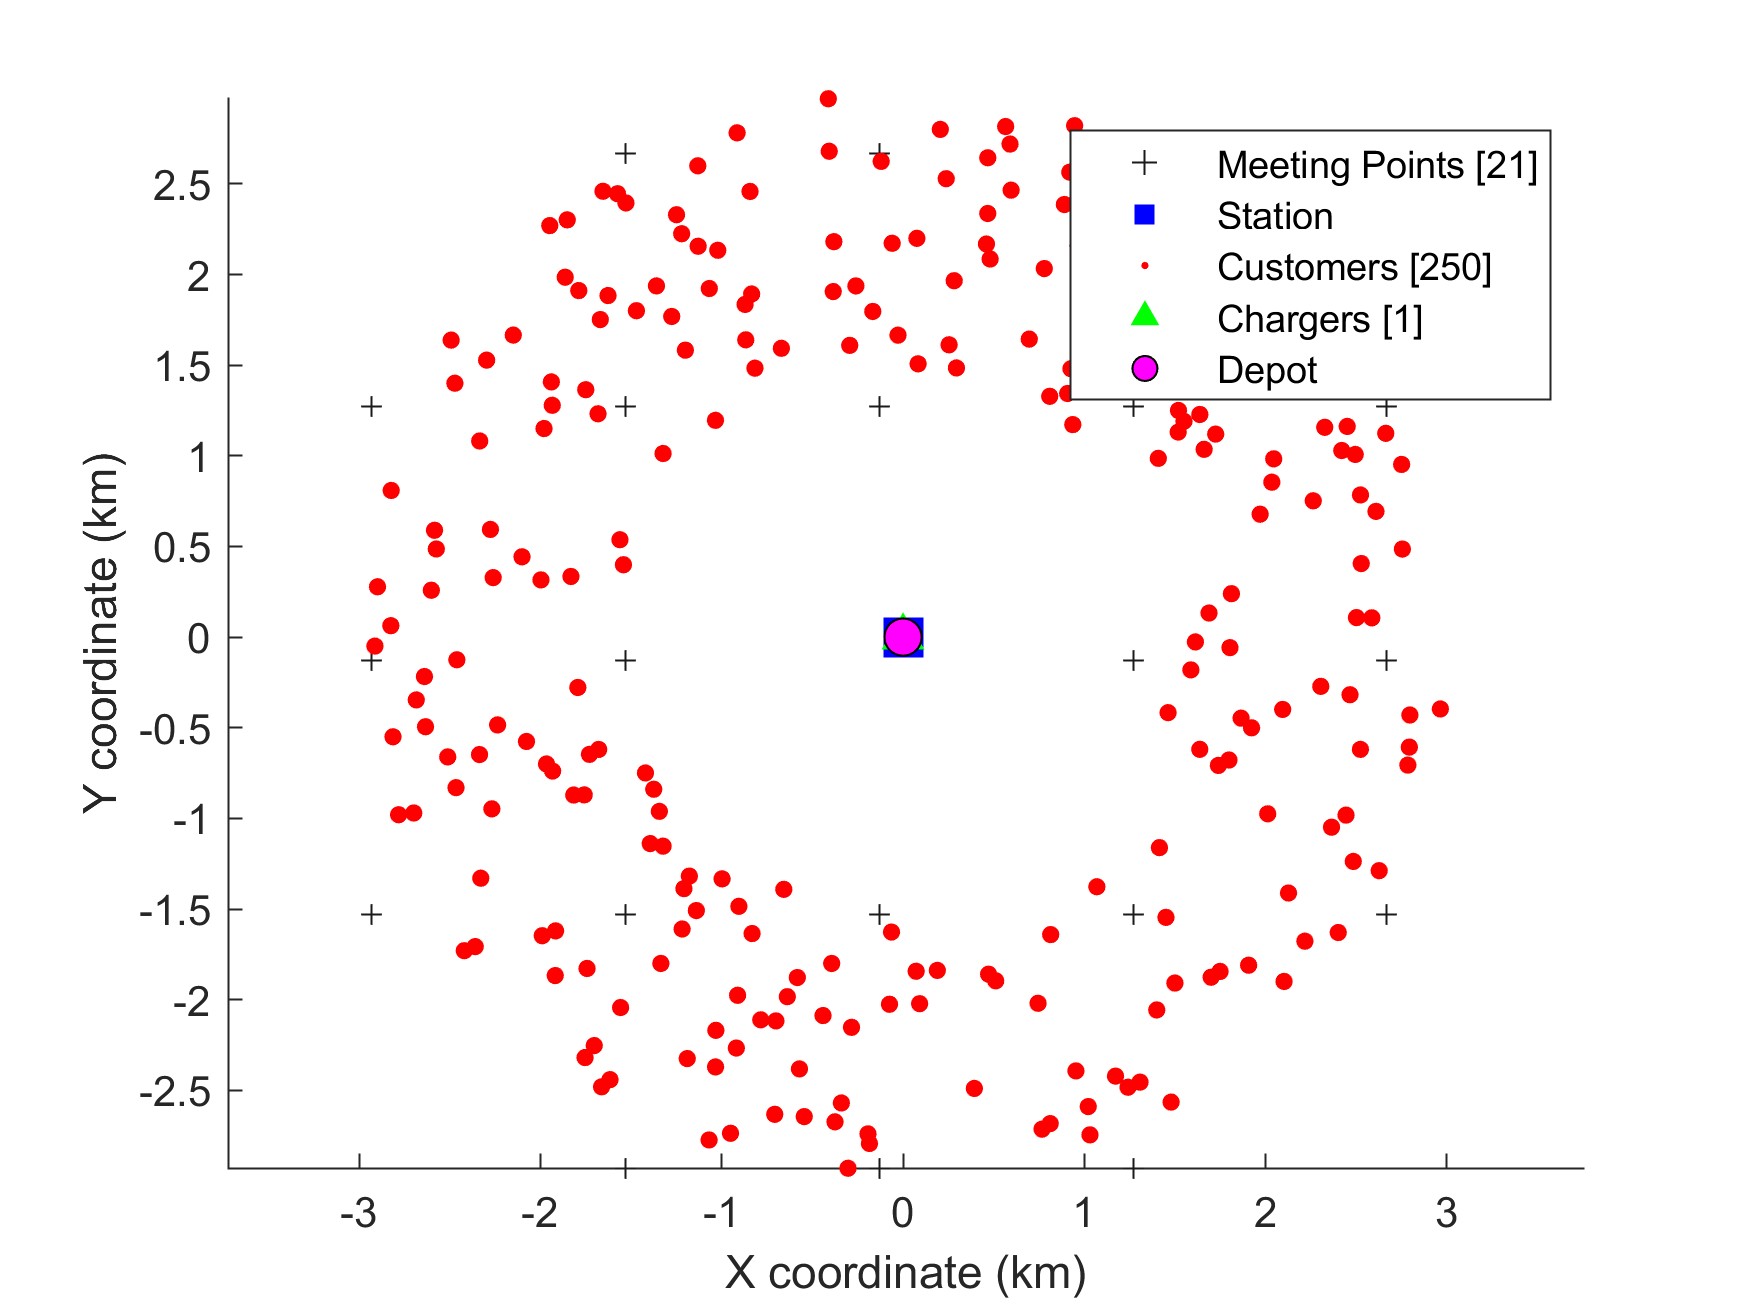 Meeting Points [21]
Station
Customers [250]
Chargers [1]
Depot
Y coordinate (km)
2.5
2
1.5
1
0.5
0
-0.5
-1
-1.5
-2
-2.5
-3 -2 -1 0 1 2 3
X coordinate (km)